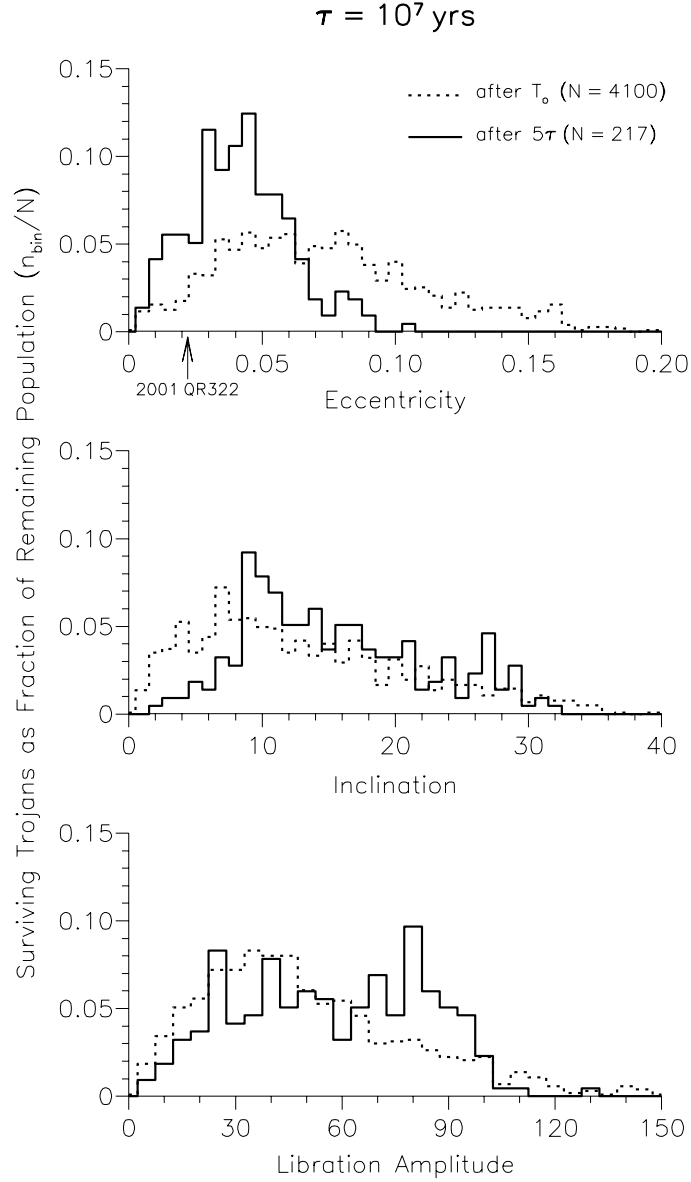 τ = 10⁷ yrs
after Tₒ (N = 4100)
after 5τ (N = 217)
0.15
0.10
0.05
0
0 0.05 0.10 0.15 0.20
2001 QR322
Eccentricity
Surviving Trojans as Fraction of Remaining Population (n_bin/N)
0.15
0.10
0.05
0
0 10 20 30 40
Inclination
0.15
0.10
0.05
0
0 30 60 90 120 150
Libration Amplitude